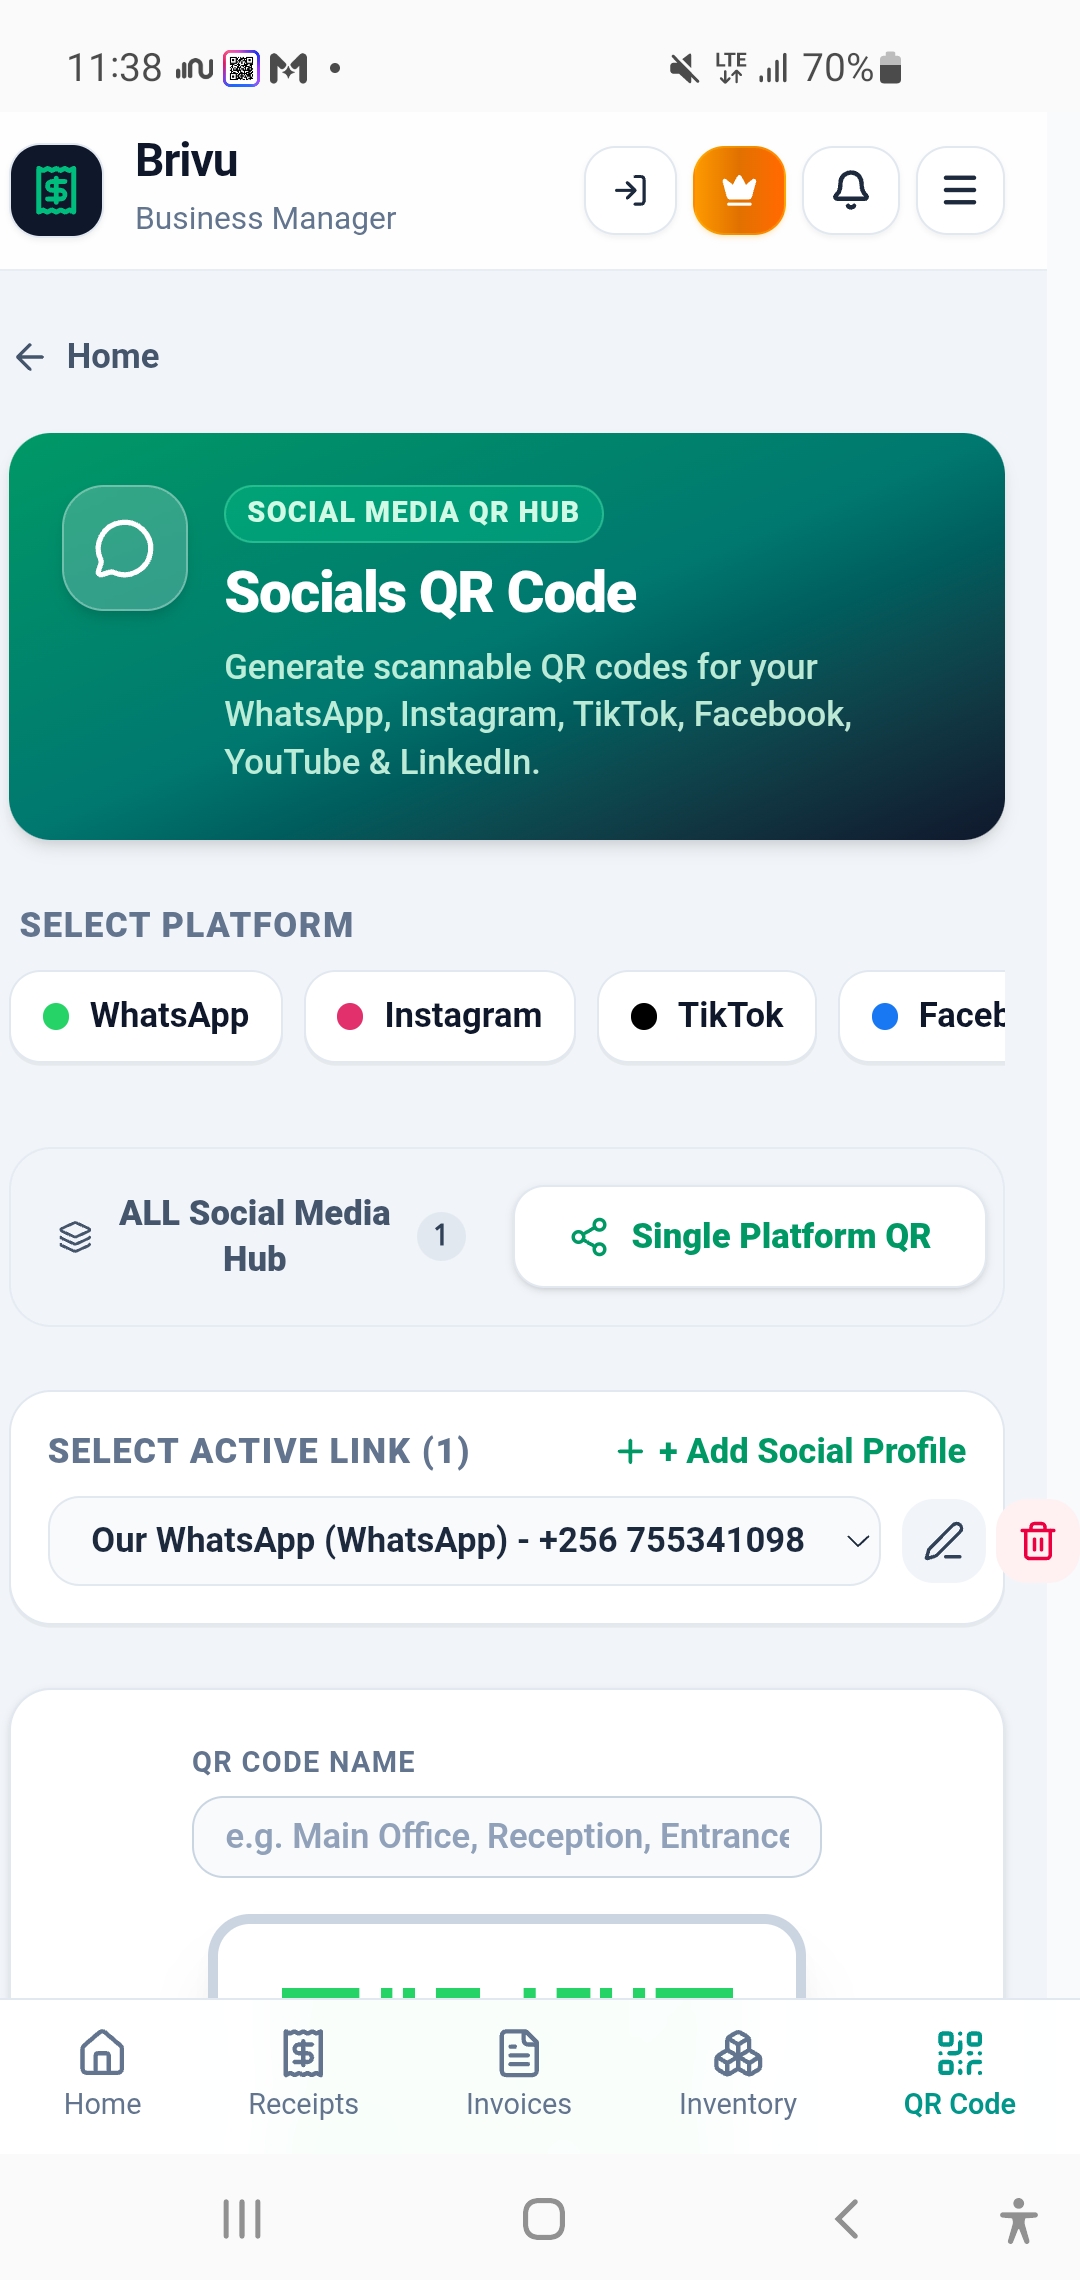 11:38
LTE
70%
Brivu
Business Manager
Home
SOCIAL MEDIA QR HUB
Socials QR Code
Generate scannable QR codes for your
WhatsApp, Instagram, TikTok, Facebook,
YouTube & LinkedIn.
SELECT PLATFORM
WhatsApp
Instagram
TikTok
Faceb
ALL Social Media
Hub
1
Single Platform QR
SELECT ACTIVE LINK (1)
+ Add Social Profile
Our WhatsApp (WhatsApp) - +256 755341098
QR CODE NAME
e.g. Main Office, Reception, Entrance
Home
Receipts
Invoices
Inventory
QR Code